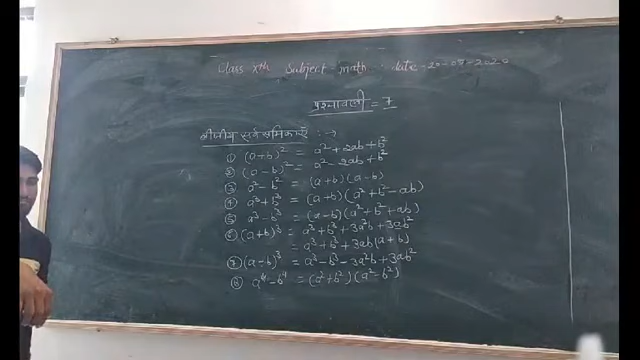 Class xth Subject - math . date - 20-08-2020
प्रश्नावली = 7
बीजीय सर्वसमिकाएँ :→
① (a+b)² = a² + 2ab + b²
② (a-b)² = a² - 2ab + b²
③ a² - b² = (a+b)(a-b)
④ a³ + b³ = (a+b)(a² + b² - ab)
⑤ a³ - b³ = (a-b)(a² + b² + ab)
⑥ (a+b)³ = a³ + b³ + 3a²b + 3ab²
= a³ + b³ + 3ab(a+b)
⑦ (a-b)³ = a³ - b³ - 3a²b + 3ab²
⑧ a⁴ - b⁴ = (a² + b²)(a² - b²)